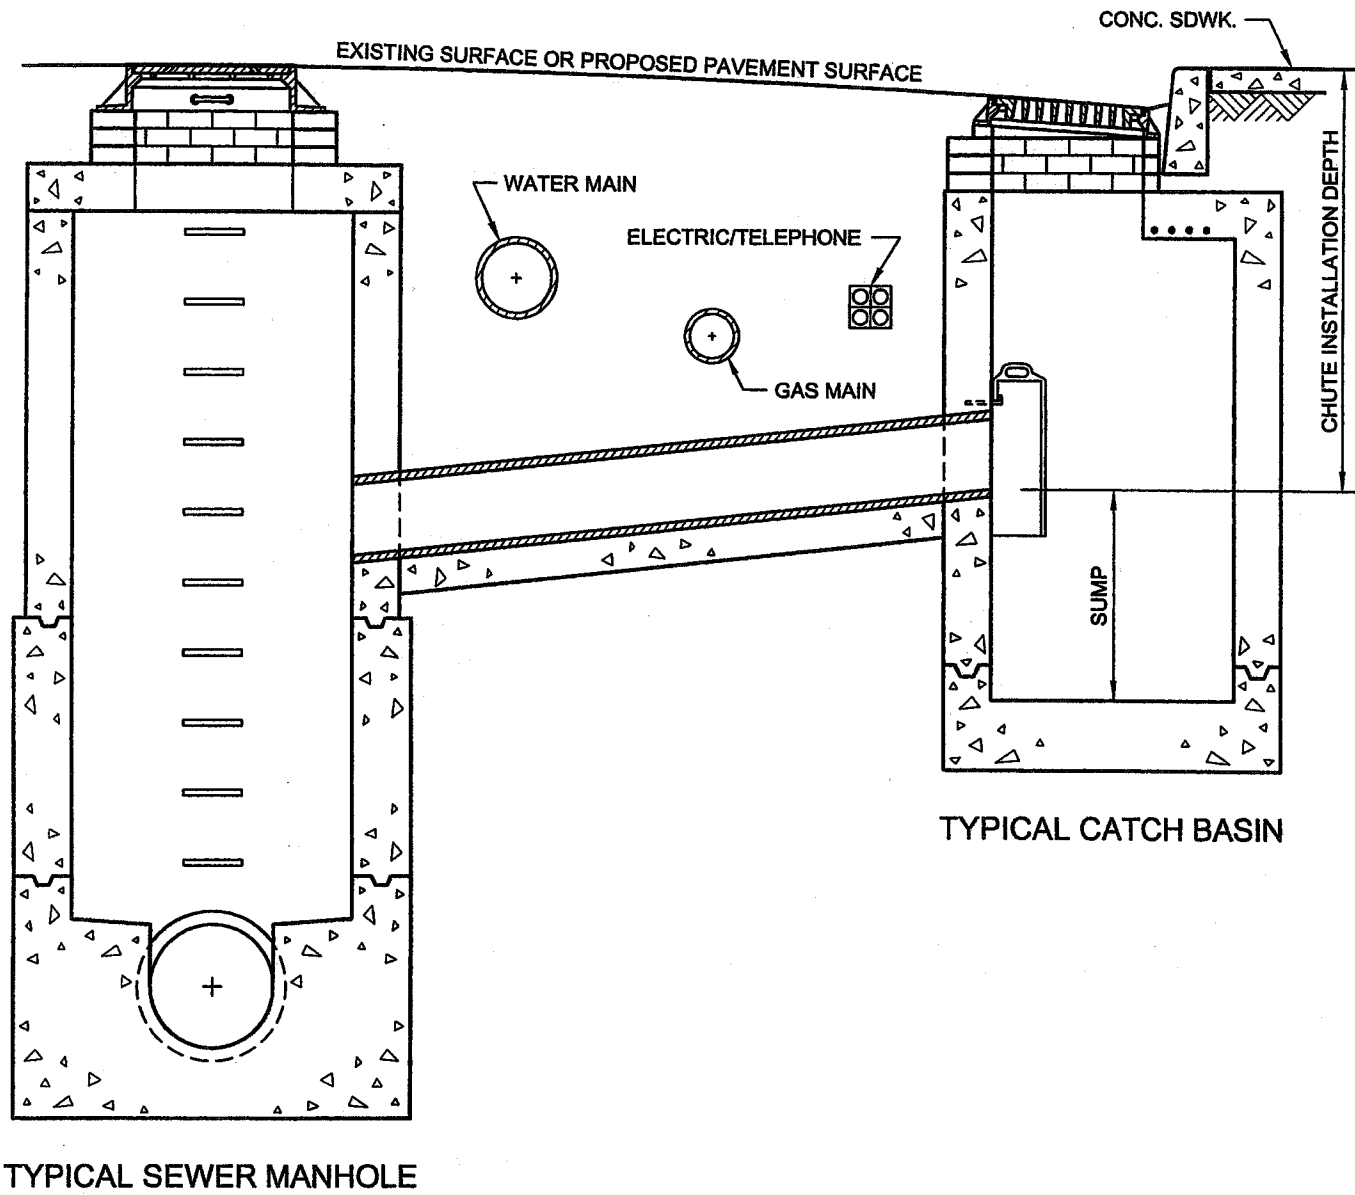 CONC. SDWK.
EXISTING SURFACE OR PROPOSED PAVEMENT SURFACE
WATER MAIN
ELECTRIC/TELEPHONE
GAS MAIN
CHUTE INSTALLATION DEPTH
SUMP
TYPICAL CATCH BASIN
TYPICAL SEWER MANHOLE